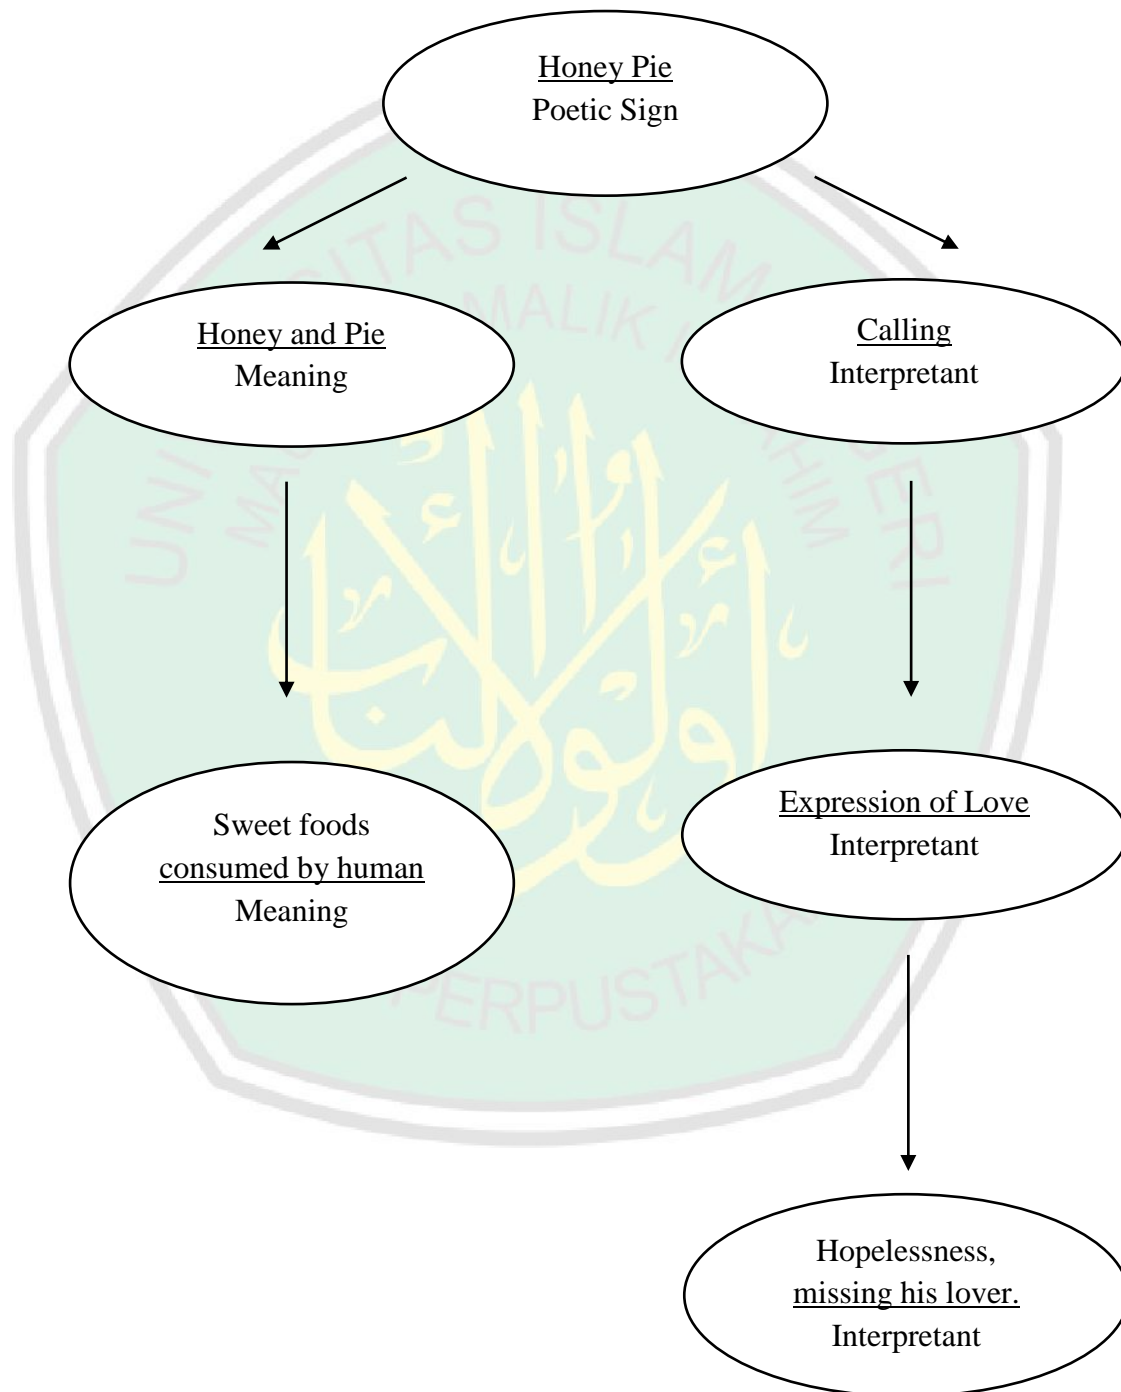 Honey Pie
Poetic Sign
Honey and Pie
Meaning
Calling
Interpretant
Sweet foods
consumed by human
Meaning
Expression of Love
Interpretant
Hopelessness,
missing his lover.
Interpretant
PERPUSTAKA